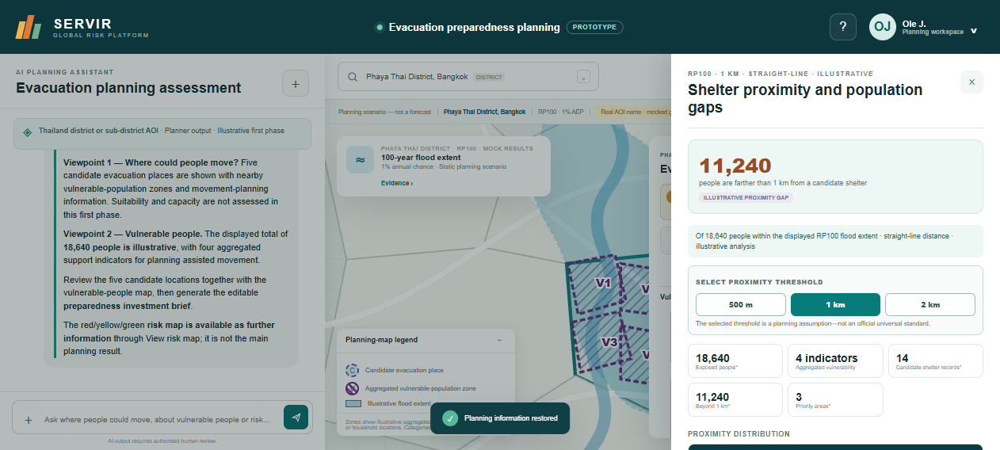 SERVIR
GLOBAL RISK PLATFORM
Evacuation preparedness planning
PROTOTYPE
?
OJ
Ole J.
Planning workspace
AI PLANNING ASSISTANT
Evacuation planning assessment
+
Thailand district or sub-district AOI · Planner output · Illustrative first phase
Viewpoint 1 — Where could people move? Five
candidate evacuation places are shown with nearby
vulnerable-population zones and movement-planning
information. Suitability and capacity are not assessed in
this first phase.
Viewpoint 2 — Vulnerable people. The displayed total of
18,640 people is illustrative, with four aggregated
support indicators for planning assisted movement.
Review the five candidate locations together with the
vulnerable-people map, then generate the editable
preparedness investment brief.
The red/yellow/green risk map is available as further
information through View risk map; it is not the main
planning result.
+
Ask where people could move, about vulnerable people or risk...
AI output requires authorised human review.
Phaya Thai District, Bangkok
DISTRICT
Planning scenario — not a forecast
Phaya Thai District, Bangkok
RP100 · 1% AEP
Real AOI name · mocked g
PHAYA THAI DISTRICT · RP100 · MOCK RESULTS
100-year flood extent
1% annual chance · Static planning scenario
Evidence ›
V1
V
V3
V
PHA
Ev
Vul
Planning-map legend
–
C
Candidate evacuation place
Aggregated vulnerable-population zone
Illustrative flood extent
Zones show illustrative aggregated
or household locations. Categories
✓
Planning information restored
RP100 · 1 KM · STRAIGHT-LINE · ILLUSTRATIVE
Shelter proximity and population
gaps
×
11,240
people are farther than 1 km from a candidate shelter
ILLUSTRATIVE PROXIMITY GAP
Of 18,640 people within the displayed RP100 flood extent · straight-line distance ·
illustrative analysis
SELECT PROXIMITY THRESHOLD
500 m
1 km
2 km
The selected threshold is a planning assumption—not an official universal standard.
18,640
Exposed people*
4 indicators
Aggregated vulnerability
14
Candidate shelter records*
11,240
Beyond 1 km*
3
Priority areas*
PROXIMITY DISTRIBUTION